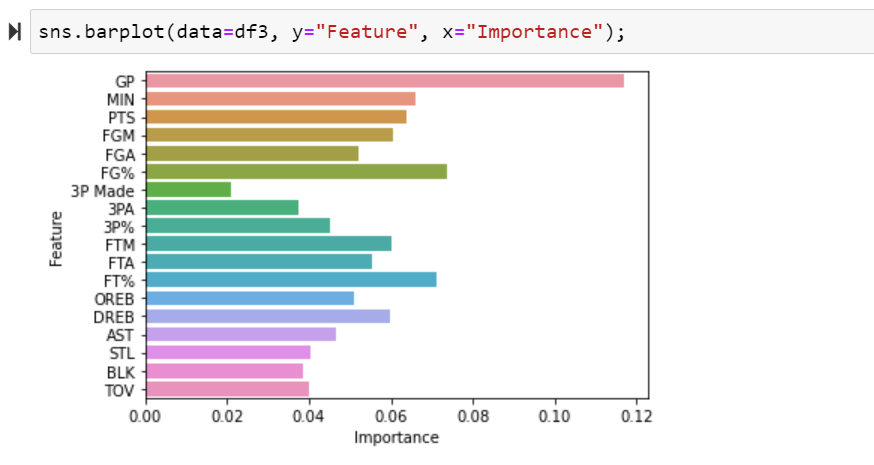 sns.barplot(data=df3, y="Feature", x="Importance");
GP
MIN
PTS
FGM
FGA
FG%
3P Made
3PA
3P%
FTM
FTA
FT%
OREB
DREB
AST
STL
BLK
TOV
Feature
0.00 0.02 0.04 0.06 0.08 0.10 0.12
Importance